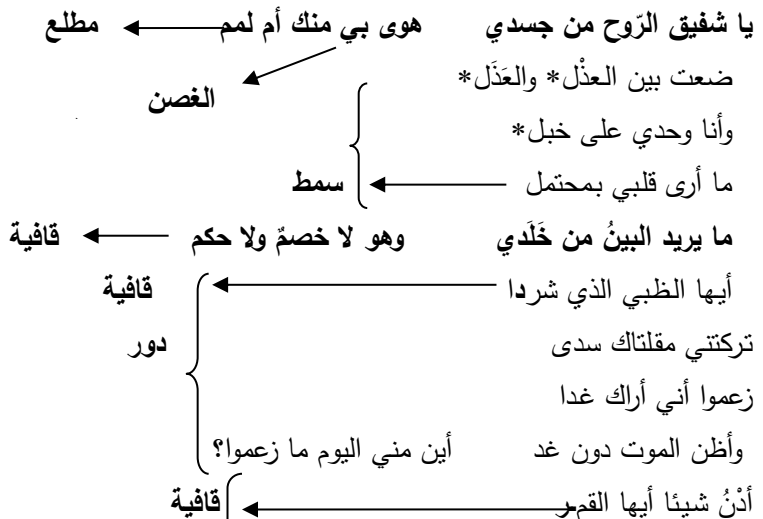 يا شفيق الرّوح من جسدي هوى بي منك أم لمم مطلع
ضعت بين العذْل* والعَذَل*
الغصن
وأنا وحدي على خبل*
ما أرى قلبي بمحتمل سمط
ما يريد البينُ من خَلَدي وهو لا خصمٌ ولا حكم قافية
أيها الظبي الذي شردا قافية
تركتني مقلتاك سدى دور
زعموا أني أراك غدا
وأظن الموت دون غد أين مني اليوم ما زعموا؟
أدْنُ شيئا أيها القمر قافية